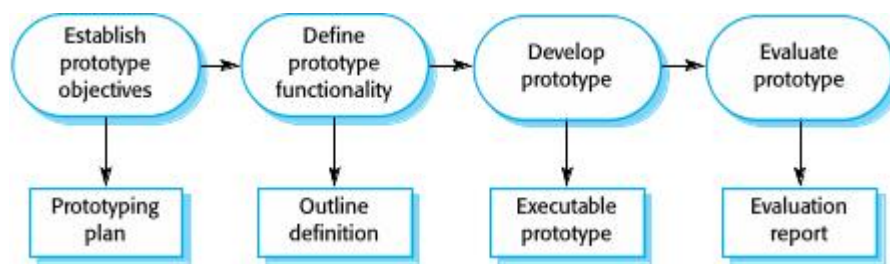 Establish
prototype
objectives
Define
prototype
functionality
Develop
prototype
Evaluate
prototype
Prototyping
plan
Outline
definition
Executable
prototype
Evaluation
report